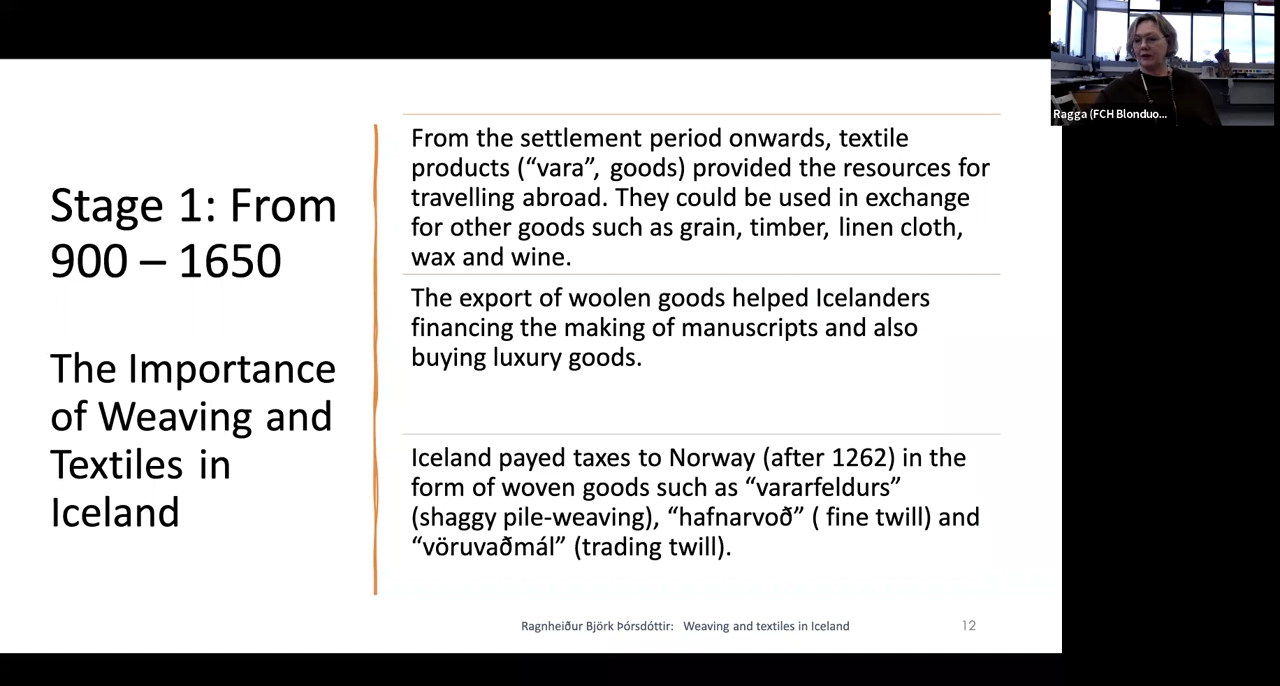 Stage 1: From
900 – 1650
The Importance
of Weaving and
Textiles in
Iceland
From the settlement period onwards, textile
products (“vara”, goods) provided the resources for
travelling abroad. They could be used in exchange
for other goods such as grain, timber, linen cloth,
wax and wine.
The export of woolen goods helped Icelanders
financing the making of manuscripts and also
buying luxury goods.
Iceland payed taxes to Norway (after 1262) in the
form of woven goods such as “vararfeldurs”
(shaggy pile-weaving), “hafnarvoð” ( fine twill) and
“vöruvaðmál” (trading twill).
Ragnheiður Björk Þórsdóttir: Weaving and textiles in Iceland
12
Ragga (FCH Blonduo...